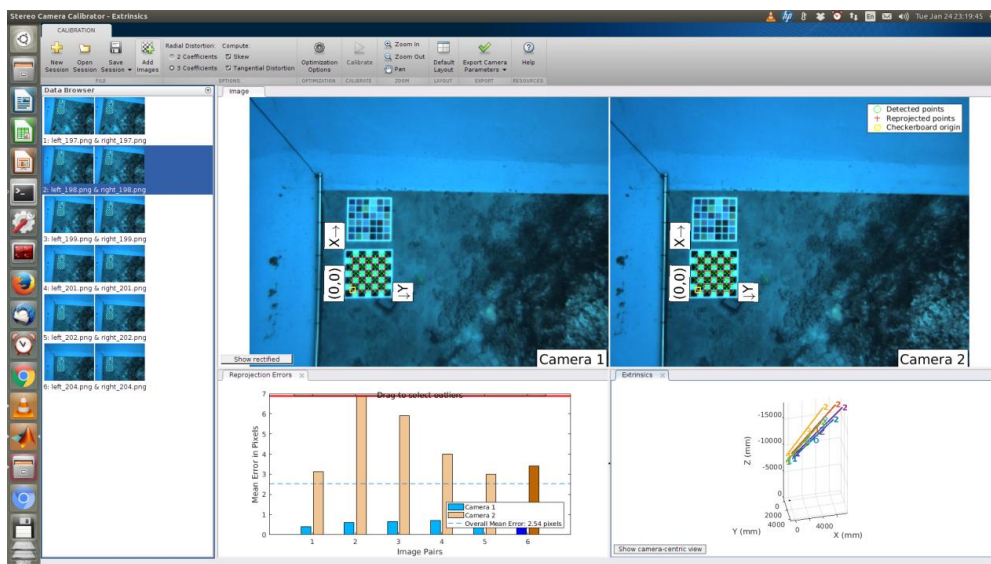 Stereo Camera Calibrator - Extrinsics
En
Tue Jan 24 23:19:45
CALIBRATION
New Session
Open Session
Save Session
Add Images
Radial Distortion:
2 Coefficients
3 Coefficients
Compute:
Skew
Tangential Distortion
Optimization Options
Calibrate
Zoom In
Zoom Out
Pan
Default Layout
Export Camera Parameters
Help
FILE
OPTIONS
OPTIMIZATION
CALIBRATE
ZOOM
LAYOUT
EXPORT
RESOURCES
Data Browser
1: left_197.png & right_197.png
2: left_198.png & right_198.png
3: left_199.png & right_199.png
4: left_201.png & right_201.png
5: left_202.png & right_202.png
6: left_204.png & right_204.png
Image
Detected points
Reprojected points
Checkerboard origin
X→
(0,0)
↓Y
X→
(0,0)
↓Y
Show rectified
Camera 1
Camera 2
Reprojection Errors
Drag to select outliers
Mean Error in Pixels
7
6
5
4
3
2
1
0
Camera 1
Camera 2
Overall Mean Error: 2.54 pixels
1 2 3 4 5 6
Image Pairs
Extrinsics
Z (mm)
-15000
-10000
-5000
0
0
2000
4000
Y (mm)
0
4000
X (mm)
Show camera-centric view